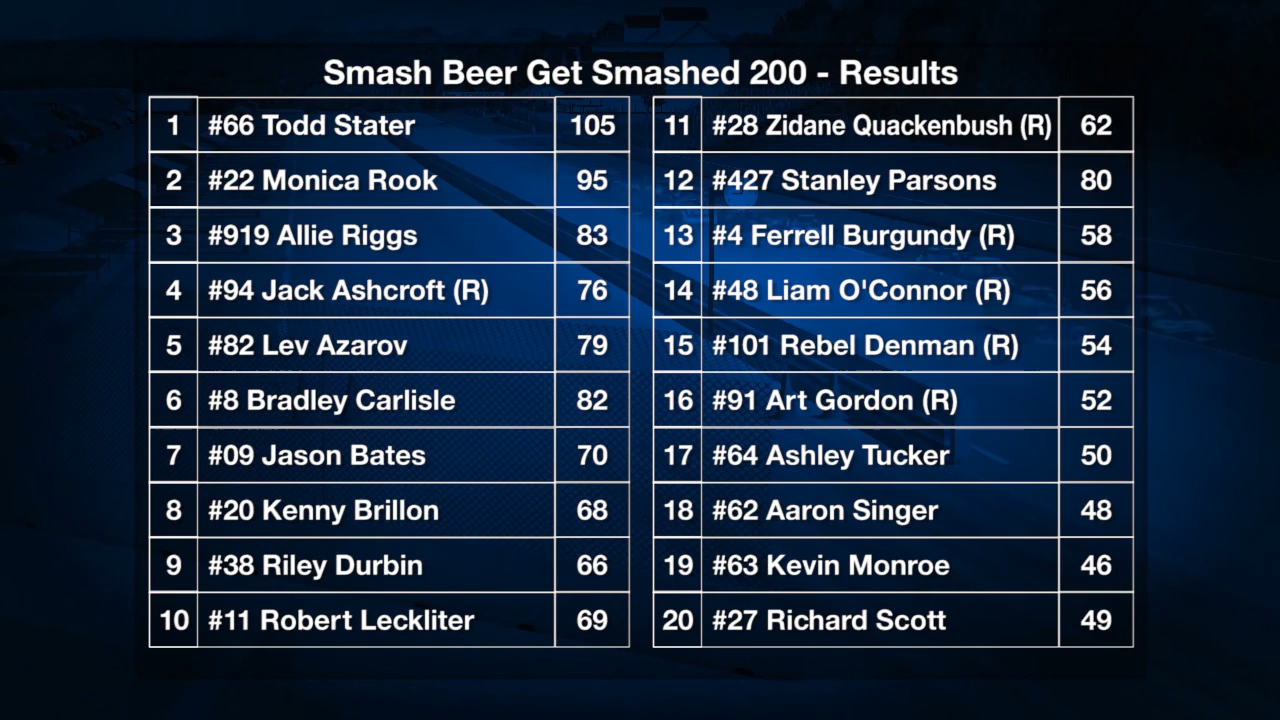 Smash Beer Get Smashed 200 - Results
1 #66 Todd Stater 105
2 #22 Monica Rook 95
3 #919 Allie Riggs 83
4 #94 Jack Ashcroft (R) 76
5 #82 Lev Azarov 79
6 #8 Bradley Carlisle 82
7 #09 Jason Bates 70
8 #20 Kenny Brillon 68
9 #38 Riley Durbin 66
10 #11 Robert Leckliter 69
11 #28 Zidane Quackenbush (R) 62
12 #427 Stanley Parsons 80
13 #4 Ferrell Burgundy (R) 58
14 #48 Liam O'Connor (R) 56
15 #101 Rebel Denman (R) 54
16 #91 Art Gordon (R) 52
17 #64 Ashley Tucker 50
18 #62 Aaron Singer 48
19 #63 Kevin Monroe 46
20 #27 Richard Scott 49